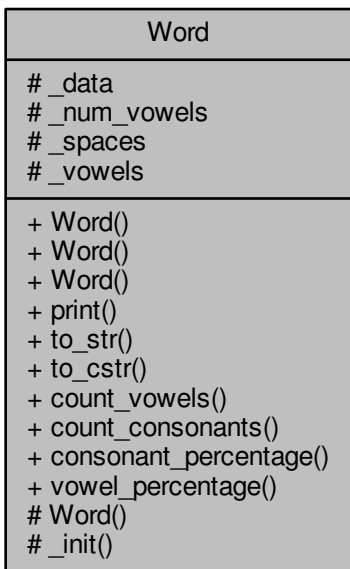 Word
# _data
# _num_vowels
# _spaces
# _vowels
+ Word()
+ Word()
+ Word()
+ print()
+ to_str()
+ to_cstr()
+ count_vowels()
+ count_consonants()
+ consonant_percentage()
+ vowel_percentage()
# Word()
# _init()